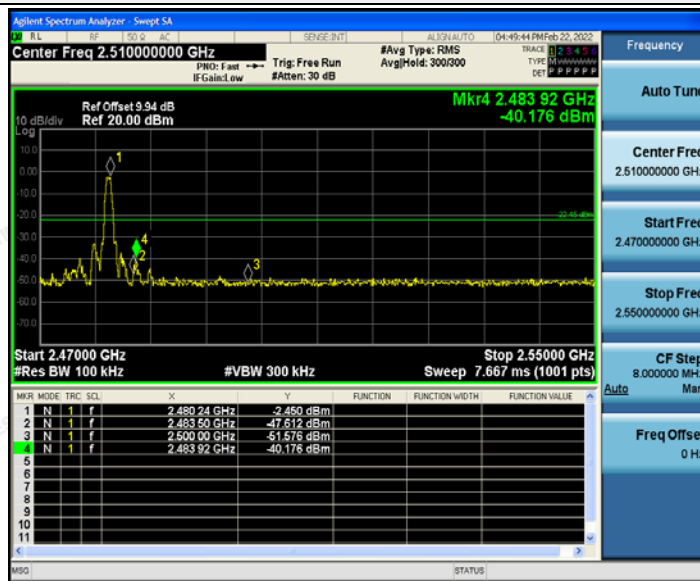 Agilent Spectrum Analyzer - Swept SA
RL RF 50 Ω AC SENSE:INT ALIGN AUTO 04:49:44 PM Feb 22, 2022
Center Freq 2.510000000 GHz
PNO: Fast Trig: Free Run #Avg Type: RMS TRACE 1 2 3 4 5 6
IFGain:Low #Atten: 30 dB Avg|Hold: 300/300 TYPE M W W W W W
DET P P P P P P
Ref Offset 9.94 dB Mkr4 2.483 92 GHz
10 dB/div Ref 20.00 dBm -40.176 dBm
Log
10.0
0.00
-10.0
-20.0
-30.0
-40.0
-50.0
-60.0
-70.0
1
4
2
3
-22.45 dBm
Start 2.47000 GHz Stop 2.55000 GHz
#Res BW 100 kHz #VBW 300 kHz Sweep 7.667 ms (1001 pts)
MKR MODE TRC SCL X Y FUNCTION FUNCTION WIDTH FUNCTION VALUE
1 N 1 f 2.480 24 GHz -2.450 dBm
2 N 1 f 2.483 50 GHz -47.612 dBm
3 N 1 f 2.500 00 GHz -51.576 dBm
4 N 1 f 2.483 92 GHz -40.176 dBm
5
6
7
8
9
10
11
MSG STATUS
Frequency
Auto Tune
Center Freq
2.510000000 GHz
Start Freq
2.470000000 GHz
Stop Freq
2.550000000 GHz
CF Step
8.000000 MHz
Auto Man
Freq Offset
0 Hz